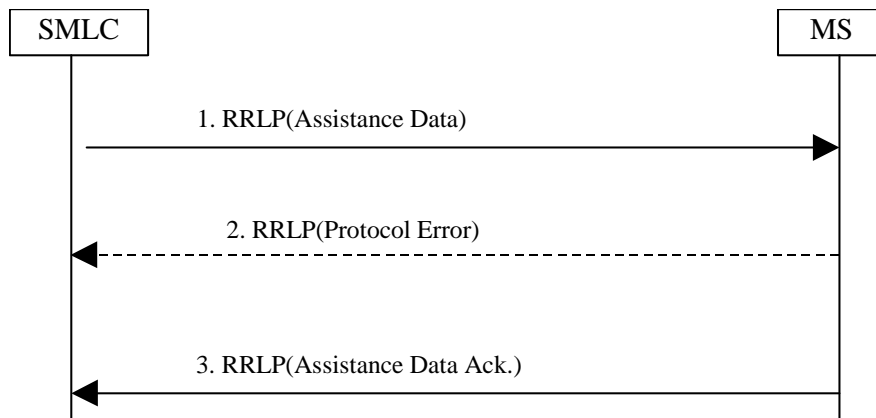 SMLC
MS
1. RRLP(Assistance Data)
2. RRLP(Protocol Error)
3. RRLP(Assistance Data Ack.)